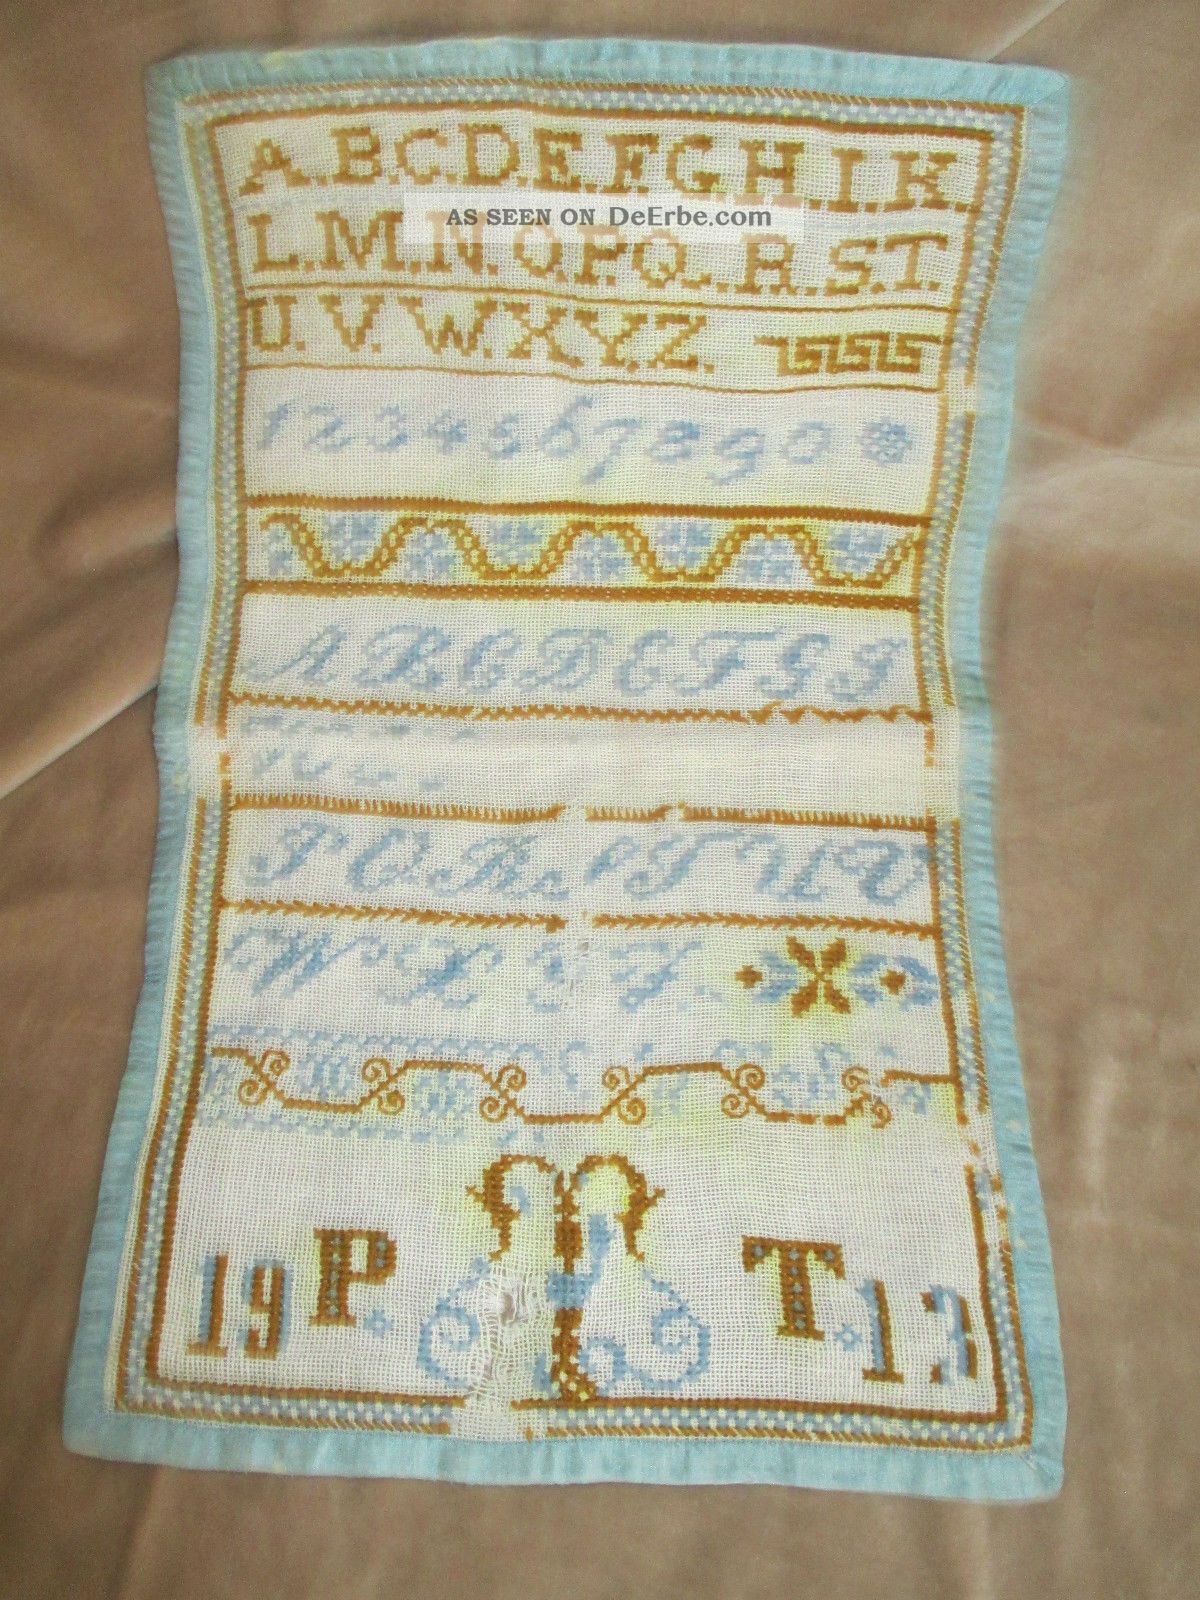 A.B.C.D.E.F.G.H.I.K.
AS SEEN ON DeErbe.com
L.M.N.O.P.Q.R.S.T.
U.V.W.X.Y.Z.
1234567890
A B C D E F G J
P Q R S T U V
W X Y Z.
19 P. T. 13